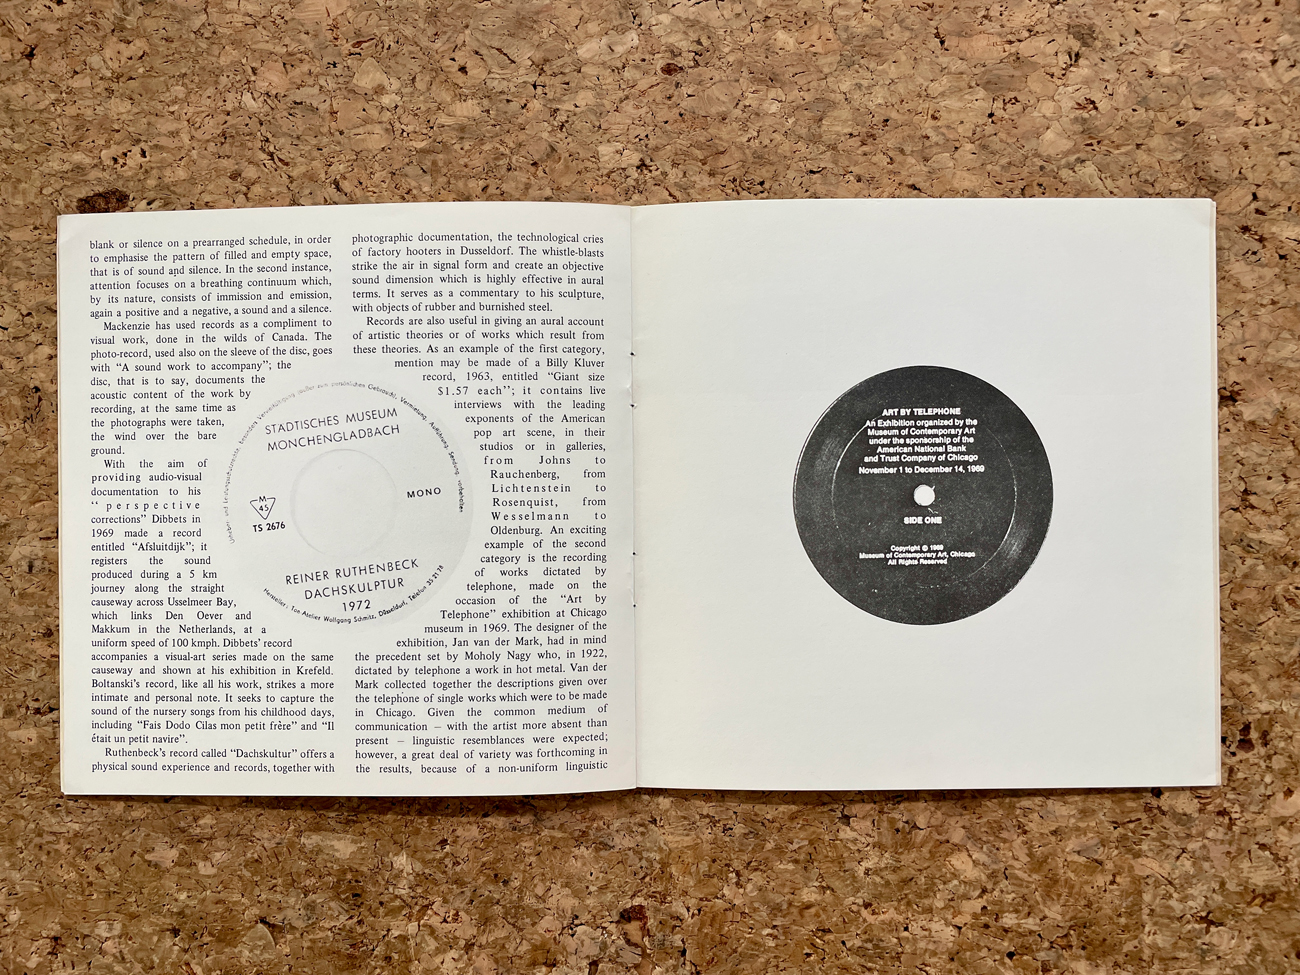 blank or silence on a prearranged schedule, in order
to emphasise the pattern of filled and empty space,
that is of sound and silence. In the second instance,
attention focuses on a breathing continuum which,
by its nature, consists of immission and emission,
again a positive and a negative, a sound and a silence.
Mackenzie has used records as a compliment to
visual work, done in the wilds of Canada. The
photo-record, used also on the sleeve of the disc, goes
with “A sound work to accompany”; the
disc, that is to say, documents the
acoustic content of the work by
recording, at the same time as
the photographs were taken,
the wind over the bare
ground.
With the aim of
providing audio-visual
documentation to his
“perspective
corrections” Dibbets in
1969 made a record
entitled “Afsluitdijk”; it
registers the sound
produced during a 5 km
journey along the straight
causeway across Usselmeer Bay,
which links Den Oever and
Makkum in the Netherlands, at a
uniform speed of 100 kmph. Dibbets’ record
accompanies a visual-art series made on the same
causeway and shown at his exhibition in Krefeld.
Boltanski’s record, like all his work, strikes a more
intimate and personal note. It seeks to capture the
sound of the nursery songs from his childhood days,
including “Fais Dodo Cilas mon petit frère” and “Il
était un petit navire”.
Ruthenbeck’s record called “Dachskultur” offers a
physical sound experience and records, together with
STÄDTISCHES MUSEUM
MÖNCHENGLADBACH
MONO
M
45
TS 2676
REINER RUTHENBECK
DACHSKULPTUR
1972
Hersteller: Ton-Atelier Wolfgang Schmitz, Düsseldorf, Telefon 35 21 78
photographic documentation, the technological cries
of factory hooters in Dusseldorf. The whistle-blasts
strike the air in signal form and create an objective
sound dimension which is highly effective in aural
terms. It serves as a commentary to his sculpture,
with objects of rubber and burnished steel.
Records are also useful in giving an aural account
of artistic theories or of works which result from
these theories. As an example of the first category,
mention may be made of a Billy Kluver
record, 1963, entitled “Giant size
$1.57 each”; it contains live
interviews with the leading
exponents of the American
pop art scene, in their
studios or in galleries,
from Johns to
Rauchenberg, from
Lichtenstein to
Rosenquist, from
Wesselmann to
Oldenburg. An exciting
example of the second
category is the recording
of works dictated by
telephone, made on the
occasion of the “Art by
Telephone” exhibition at Chicago
museum in 1969. The designer of the
exhibition, Jan van der Mark, had in mind
the precedent set by Moholy Nagy who, in 1922,
dictated by telephone a work in hot metal. Van der
Mark collected together the descriptions given over
the telephone of single works which were to be made
in Chicago. Given the common medium of
communication – with the artist more absent than
present – linguistic resemblances were expected;
however, a great deal of variety was forthcoming in
the results, because of a non-uniform linguistic
ART BY TELEPHONE
An Exhibition organized by the
Museum of Contemporary Art
under the sponsorship of the
American National Bank
and Trust Company of Chicago
November 1 to December 14, 1969
SIDE ONE
Copyright © 1969
Museum of Contemporary Art, Chicago
All Rights Reserved